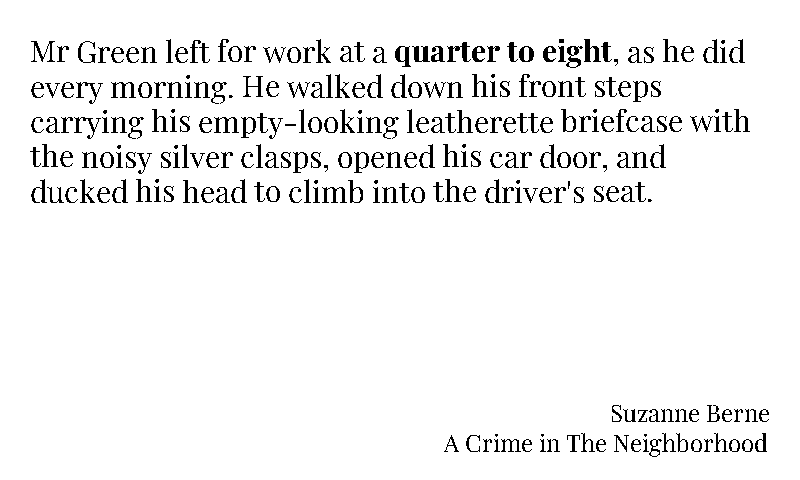 Mr Green left for work at a quarter to eight, as he did
every morning. He walked down his front steps
carrying his empty-looking leatherette briefcase with
the noisy silver clasps, opened his car door, and
ducked his head to climb into the driver's seat.
Suzanne Berne
A Crime in The Neighborhood